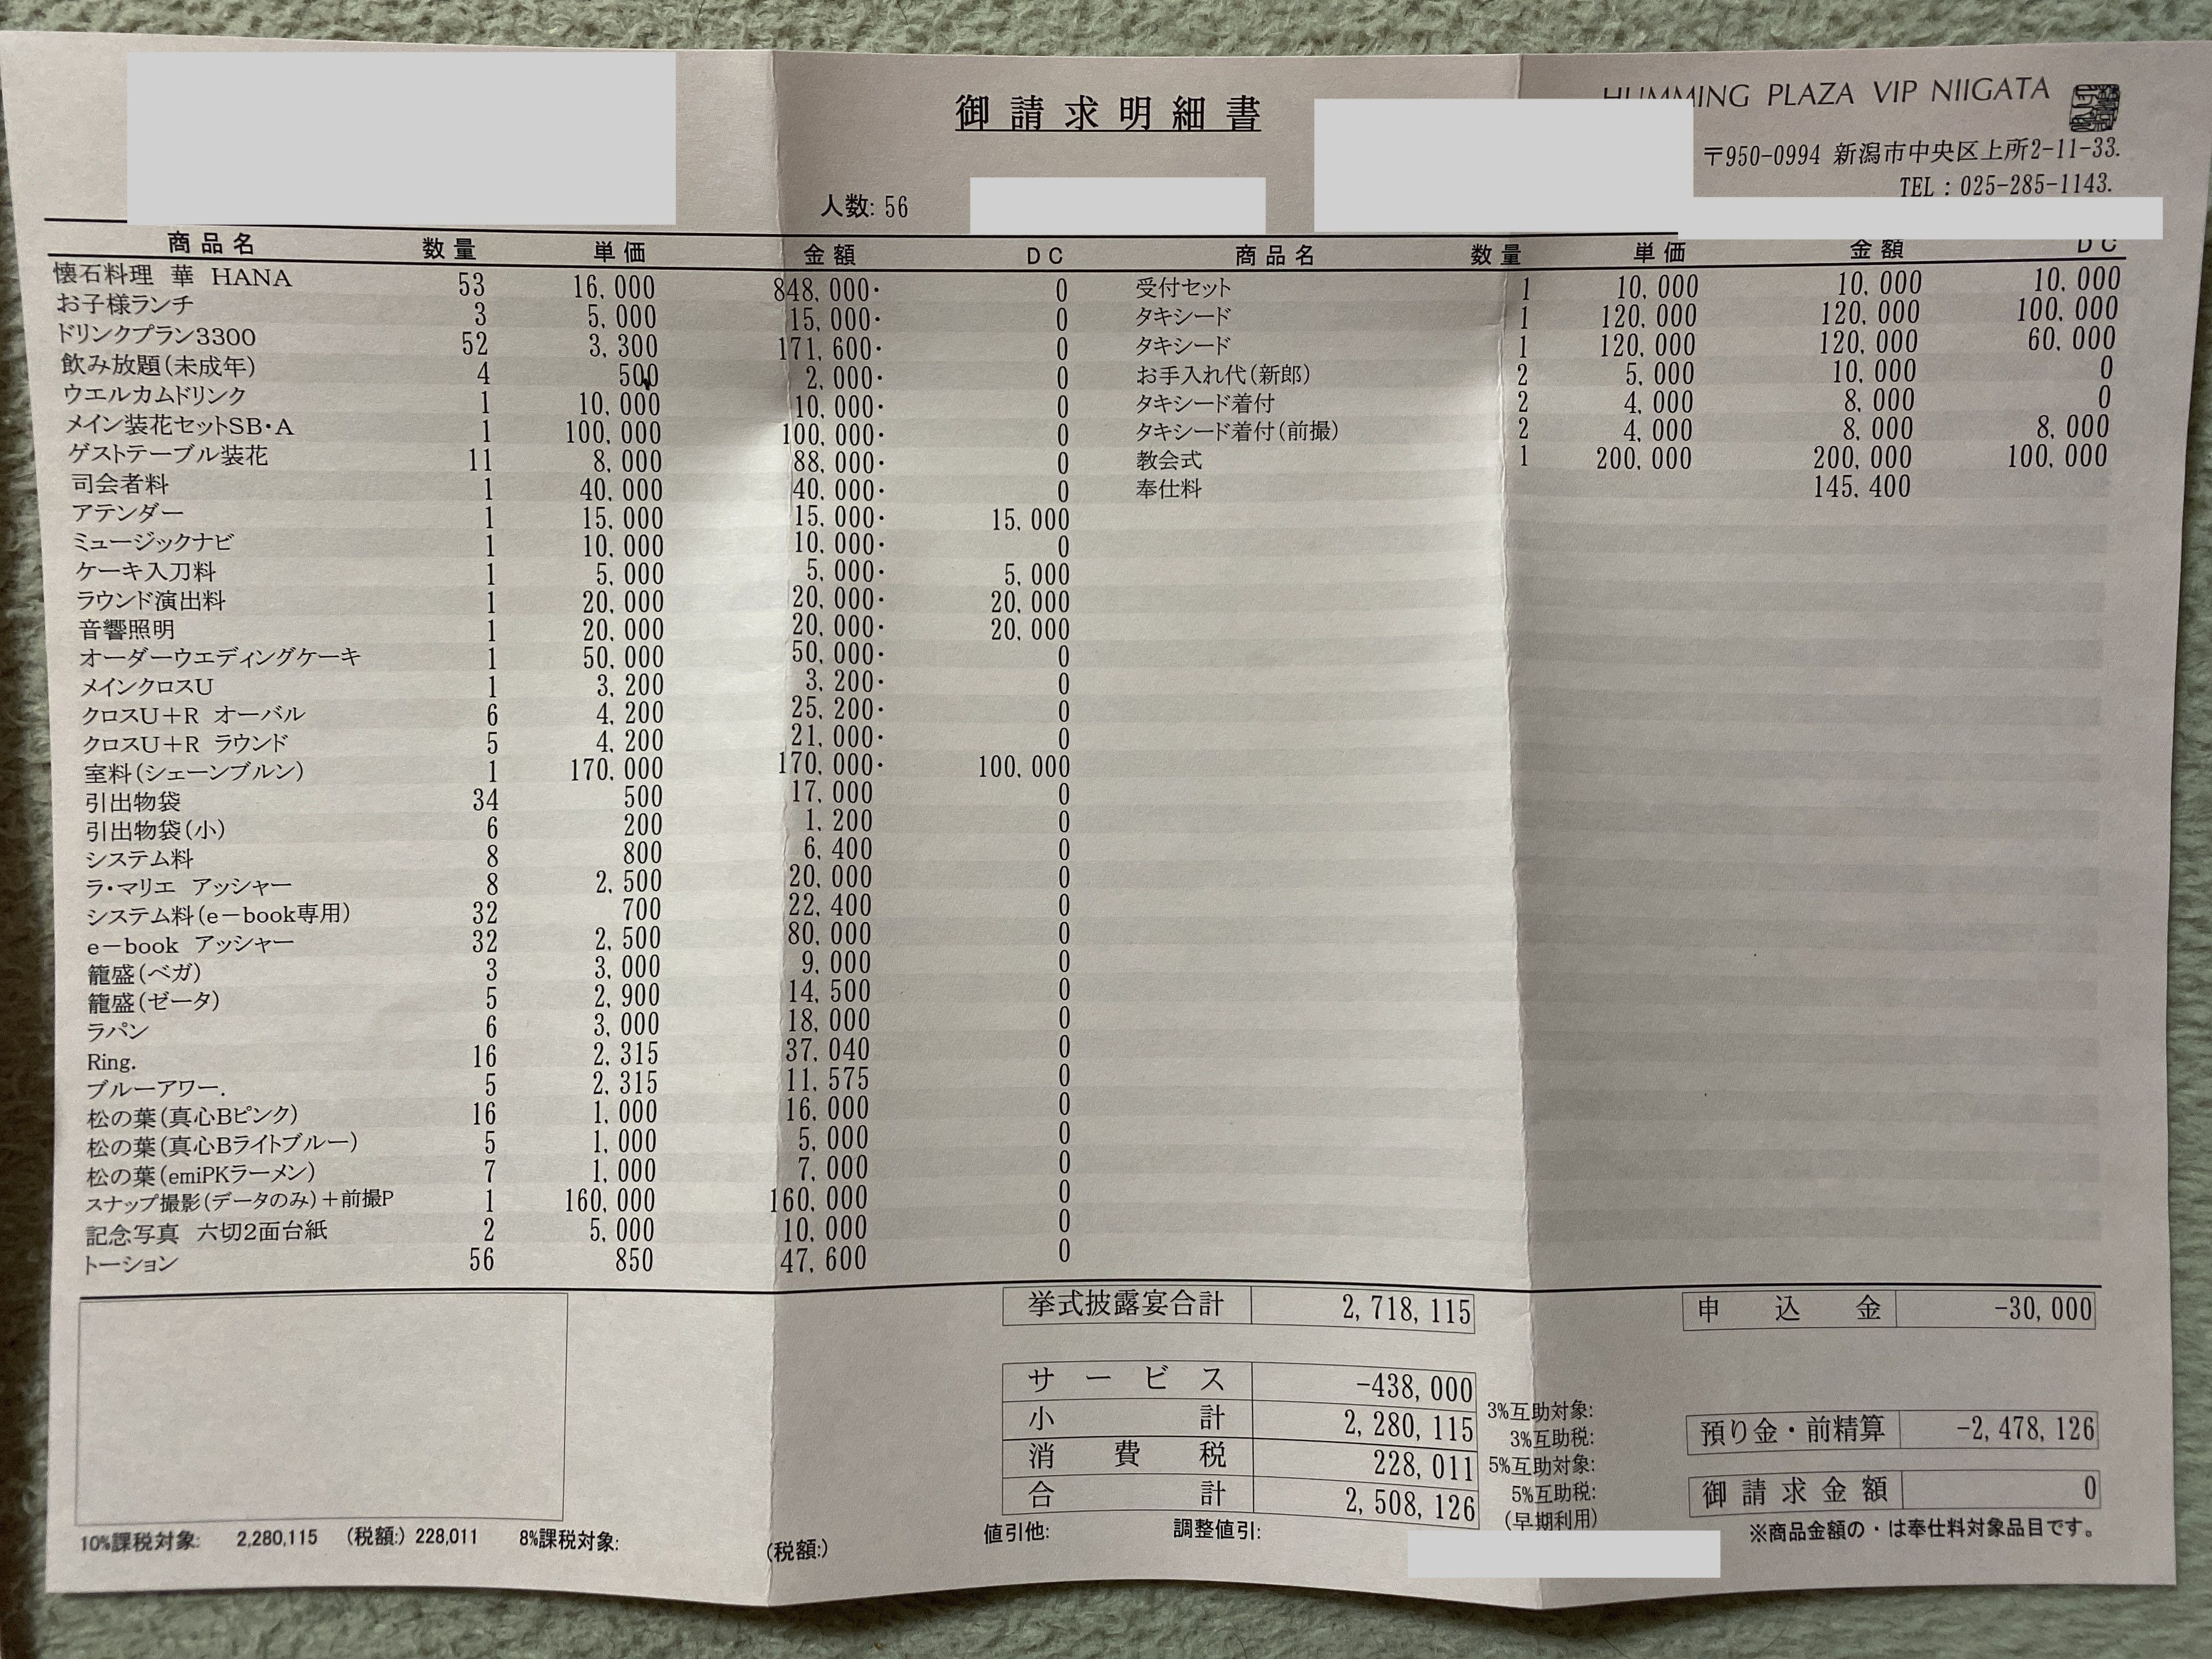 御請求明細書
HUMMING PLAZA VIP NIIGATA
〒950-0994 新潟市中央区上所2-11-33.
TEL : 025-285-1143.
人数: 56
商品名 数量 単価 金額 DC
懐石料理 華 HANA 53 16,000 848,000・ 0
お子様ランチ 3 5,000 15,000・ 0
ドリンクプラン3300 52 3,300 171,600・ 0
飲み放題(未成年) 4 500 2,000・ 0
ウエルカムドリンク 1 10,000 10,000・ 0
メイン装花セットSB・A 1 100,000 100,000・ 0
ゲストテーブル装花 11 8,000 88,000・ 0
司会者料 1 40,000 40,000・ 0
アテンダー 1 15,000 15,000・ 15,000
ミュージックナビ 1 10,000 10,000・ 0
ケーキ入刀料 1 5,000 5,000・ 5,000
ラウンド演出料 1 20,000 20,000・ 20,000
音響照明 1 20,000 20,000・ 20,000
オーダーウエディングケーキ 1 50,000 50,000・ 0
メインクロスU 1 3,200 3,200・ 0
クロスU+R オーバル 6 4,200 25,200・ 0
クロスU+R ラウンド 5 4,200 21,000・ 0
室料(シェーンブルン) 1 170,000 170,000・ 100,000
引出物袋 34 500 17,000 0
引出物袋(小) 6 200 1,200 0
システム料 8 800 6,400 0
ラ・マリエ アッシャー 8 2,500 20,000 0
システム料(e-book専用) 32 700 22,400 0
e-book アッシャー 32 2,500 80,000 0
籠盛(ベガ) 3 3,000 9,000 0
籠盛(ゼータ) 5 2,900 14,500 0
ラパン 6 3,000 18,000 0
Ring. 16 2,315 37,040 0
ブルーアワー. 5 2,315 11,575 0
松の葉(真心Bピンク) 16 1,000 16,000 0
松の葉(真心Bライトブルー) 5 1,000 5,000 0
松の葉(emiPKラーメン) 7 1,000 7,000 0
スナップ撮影(データのみ)+前撮P 1 160,000 160,000 0
記念写真 六切2面台紙 2 5,000 10,000 0
トーション 56 850 47,600 0
商品名 数量 単価 金額 DC
受付セット 1 10,000 10,000 10,000
タキシード 1 120,000 120,000 100,000
タキシード 1 120,000 120,000 60,000
お手入れ代(新郎) 2 5,000 10,000 0
タキシード着付 2 4,000 8,000 0
タキシード着付(前撮) 2 4,000 8,000 8,000
教会式 1 200,000 200,000 100,000
奉仕料 145,400
挙式披露宴合計 2,718,115
サービス -438,000
小計 2,280,115
消費税 228,011
合計 2,508,126
3%互助対象:
3%互助税:
5%互助対象:
5%互助税:
(早期利用)
申込金 -30,000
預り金・前精算 -2,478,126
御請求金額 0
10%課税対象: 2,280,115 (税額:) 228,011 8%課税対象: (税額:) 値引他: 調整値引:
※商品金額の・は奉仕料対象品目です。